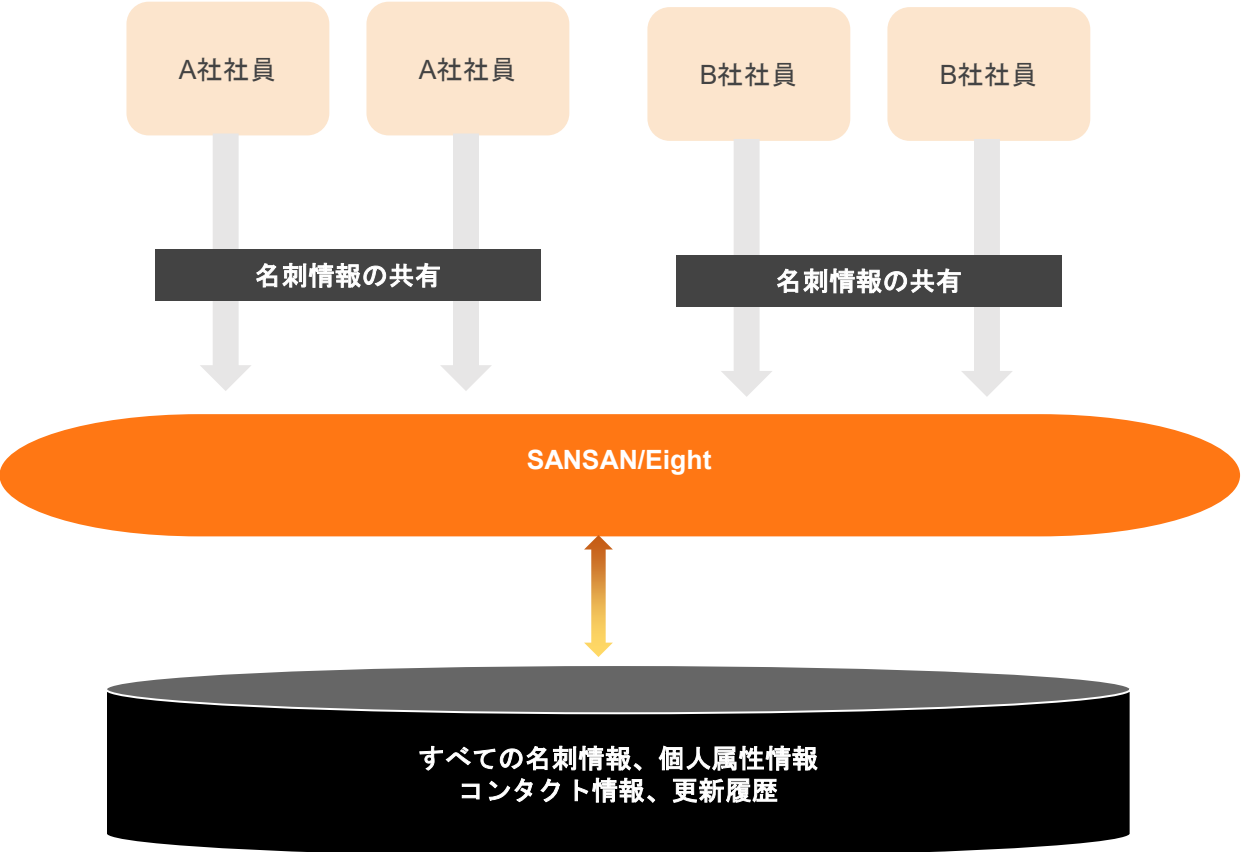 A社社員
A社社員
B社社員
B社社員
名刺情報の共有
名刺情報の共有
SANSAN/Eight
すべての名刺情報、個人属性情報
コンタクト情報、更新履歴